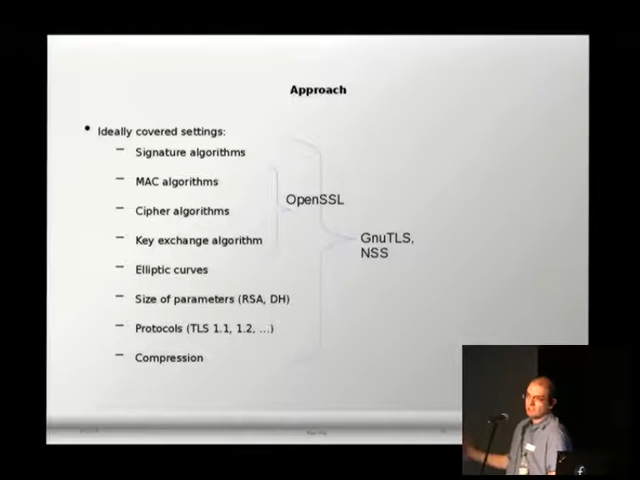 Approach
Ideally covered settings:
Signature algorithms
MAC algorithms
Cipher algorithms
Key exchange algorithm
Elliptic curves
Size of parameters (RSA, DH)
Protocols (TLS 1.1, 1.2, ...)
Compression
OpenSSL
GnuTLS,
NSS